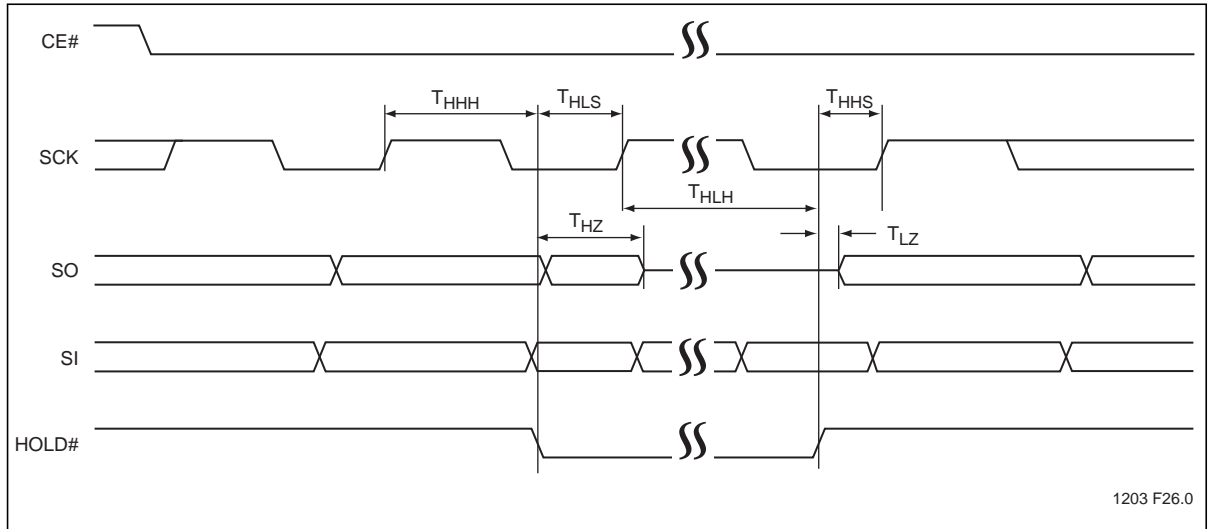 CE#
THHH
THLS
THHS
SCK
THLH
THZ
TLZ
SO
SI
HOLD#
1203 F26.0